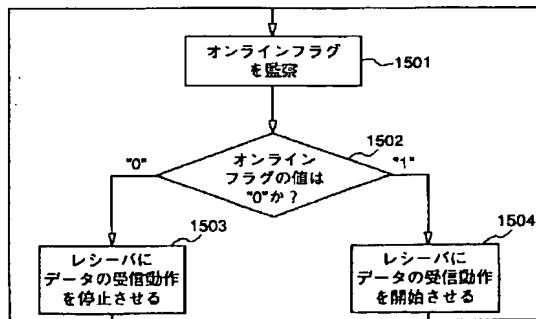 オンラインフラグ
を監察
1501
1502
オンライン
フラグの値は
"0"か？
"0"
"1"
1503
レシーバに
データの受信動作
を停止させる
1504
レシーバに
データの受信動作
を開始させる